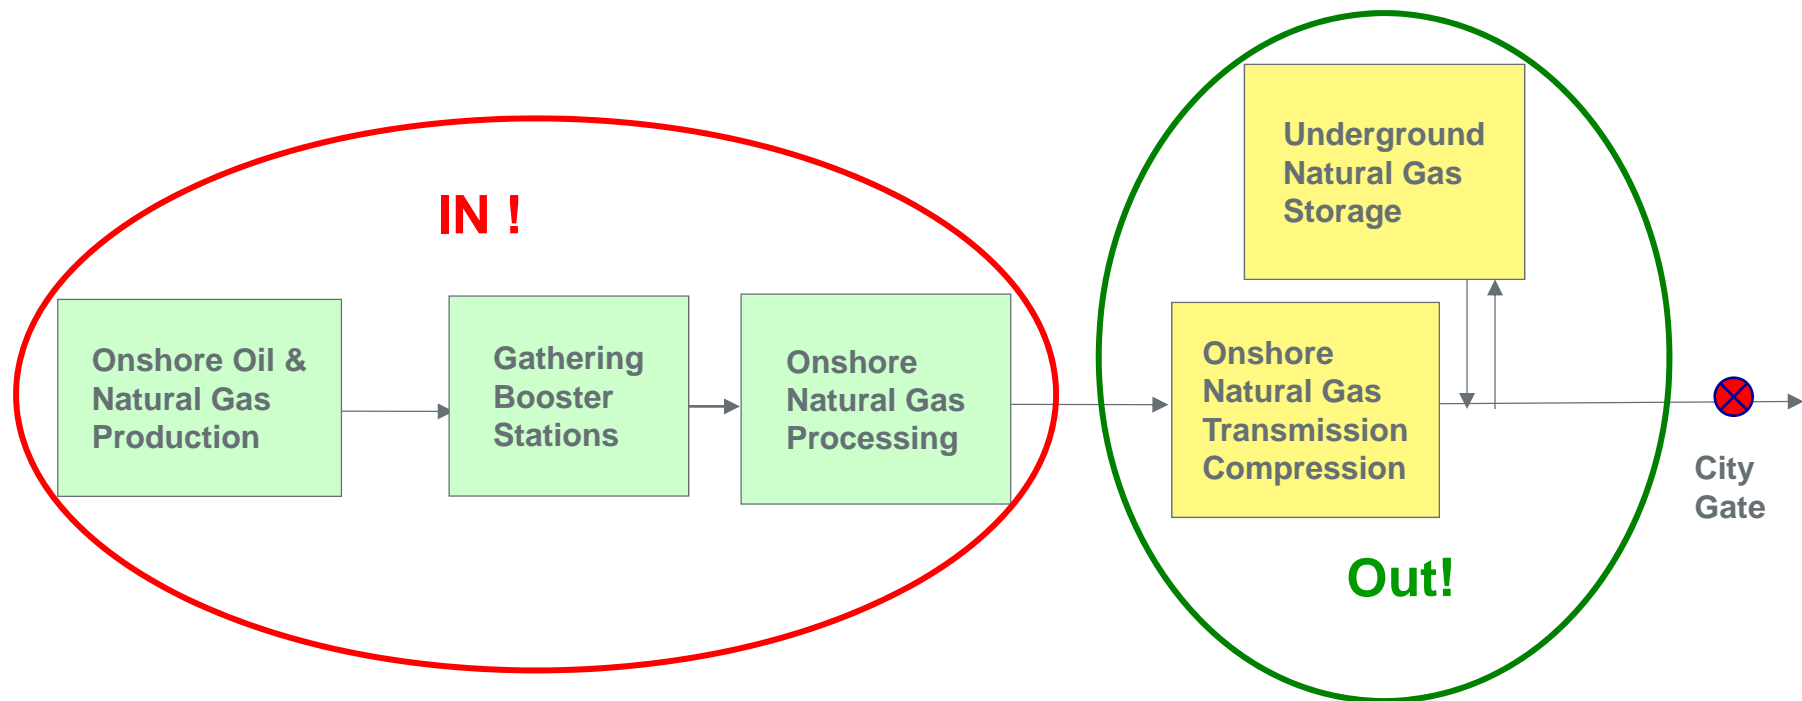 IN !
Onshore Oil &
Natural Gas
Production
Gathering
Booster
Stations
Onshore
Natural Gas
Processing
Underground
Natural Gas
Storage
Onshore
Natural Gas
Transmission
Compression
Out!
City
Gate